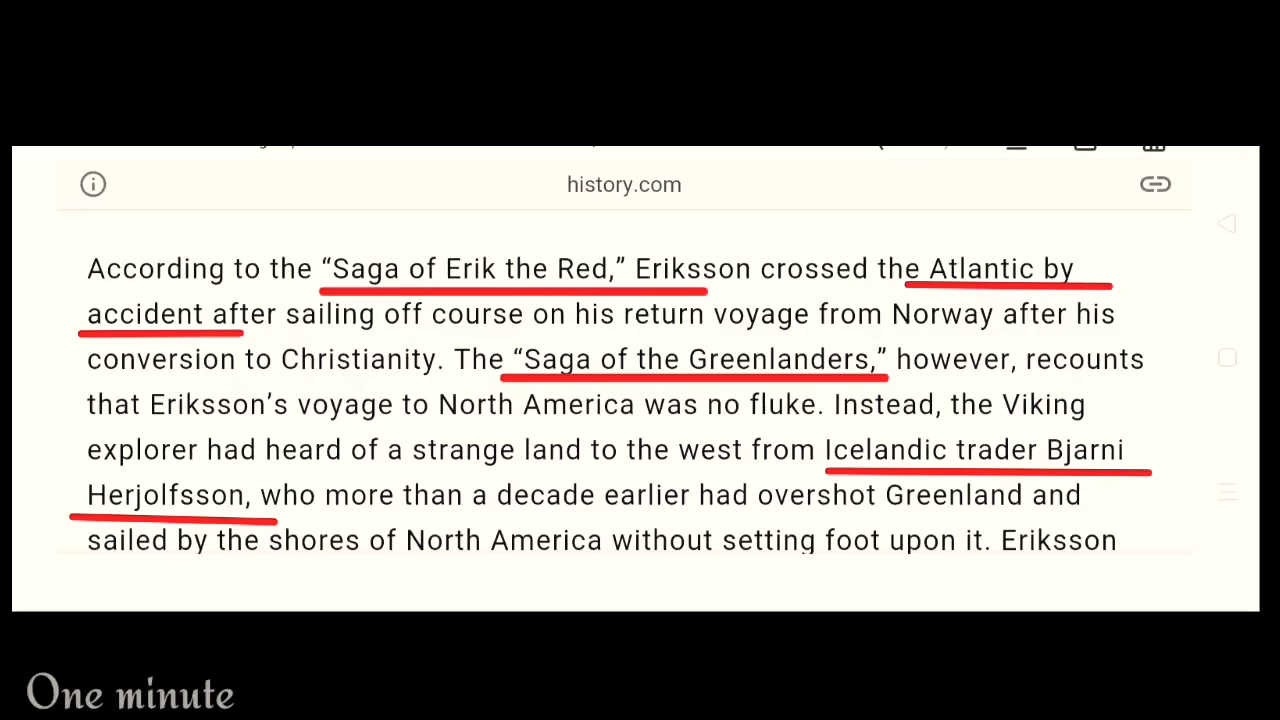 history.com
According to the “Saga of Erik the Red,” Eriksson crossed the Atlantic by
accident after sailing off course on his return voyage from Norway after his
conversion to Christianity. The “Saga of the Greenlanders,” however, recounts
that Eriksson’s voyage to North America was no fluke. Instead, the Viking
explorer had heard of a strange land to the west from Icelandic trader Bjarni
Herjolfsson, who more than a decade earlier had overshot Greenland and
sailed by the shores of North America without setting foot upon it. Eriksson
One minute